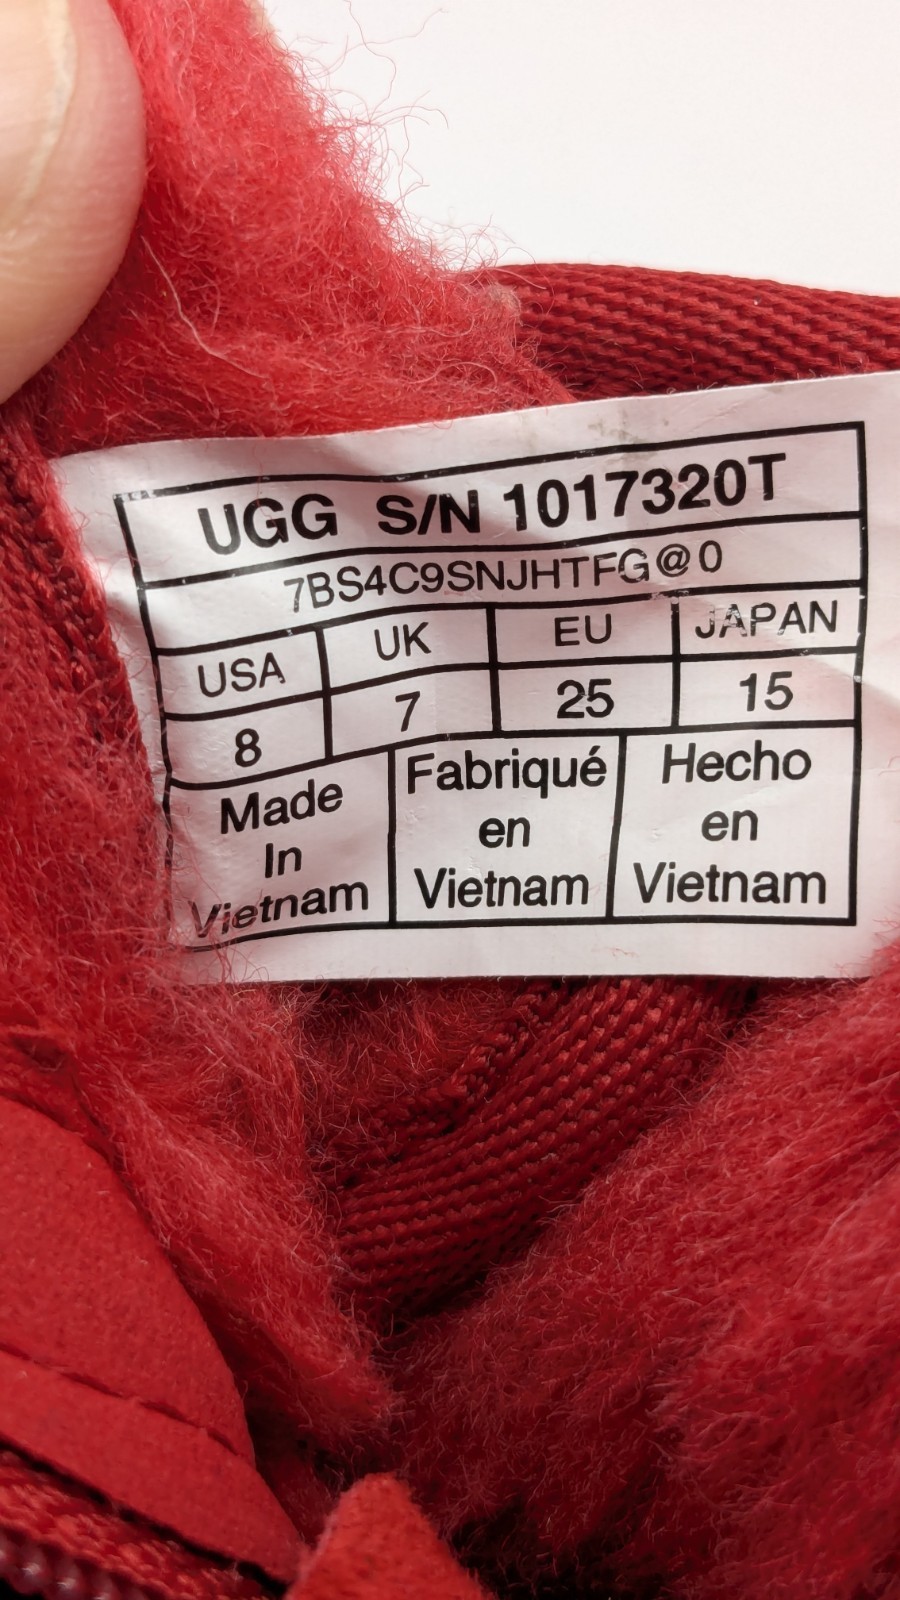 UGG S/N 1017320T
7BS4C9SNJHTFG@0
USA UK EU JAPAN
8 7 25 15
Made In Vietnam
Fabriqué en Vietnam
Hecho en Vietnam